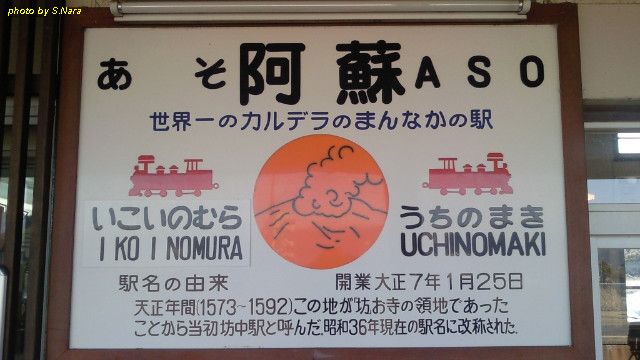 photo by S.Nara
あ そ 阿蘇 ASO
世界一のカルデラのまんなかの駅
いこいのむら うちのまき
IKOINOMURA UCHINOMAKI
駅名の由来 開業大正7年1月25日
天正年間(1573~1592)この地が坊お寺の領地であった
ことから当初坊中駅と呼んだ.昭和36年現在の駅名に改称された.